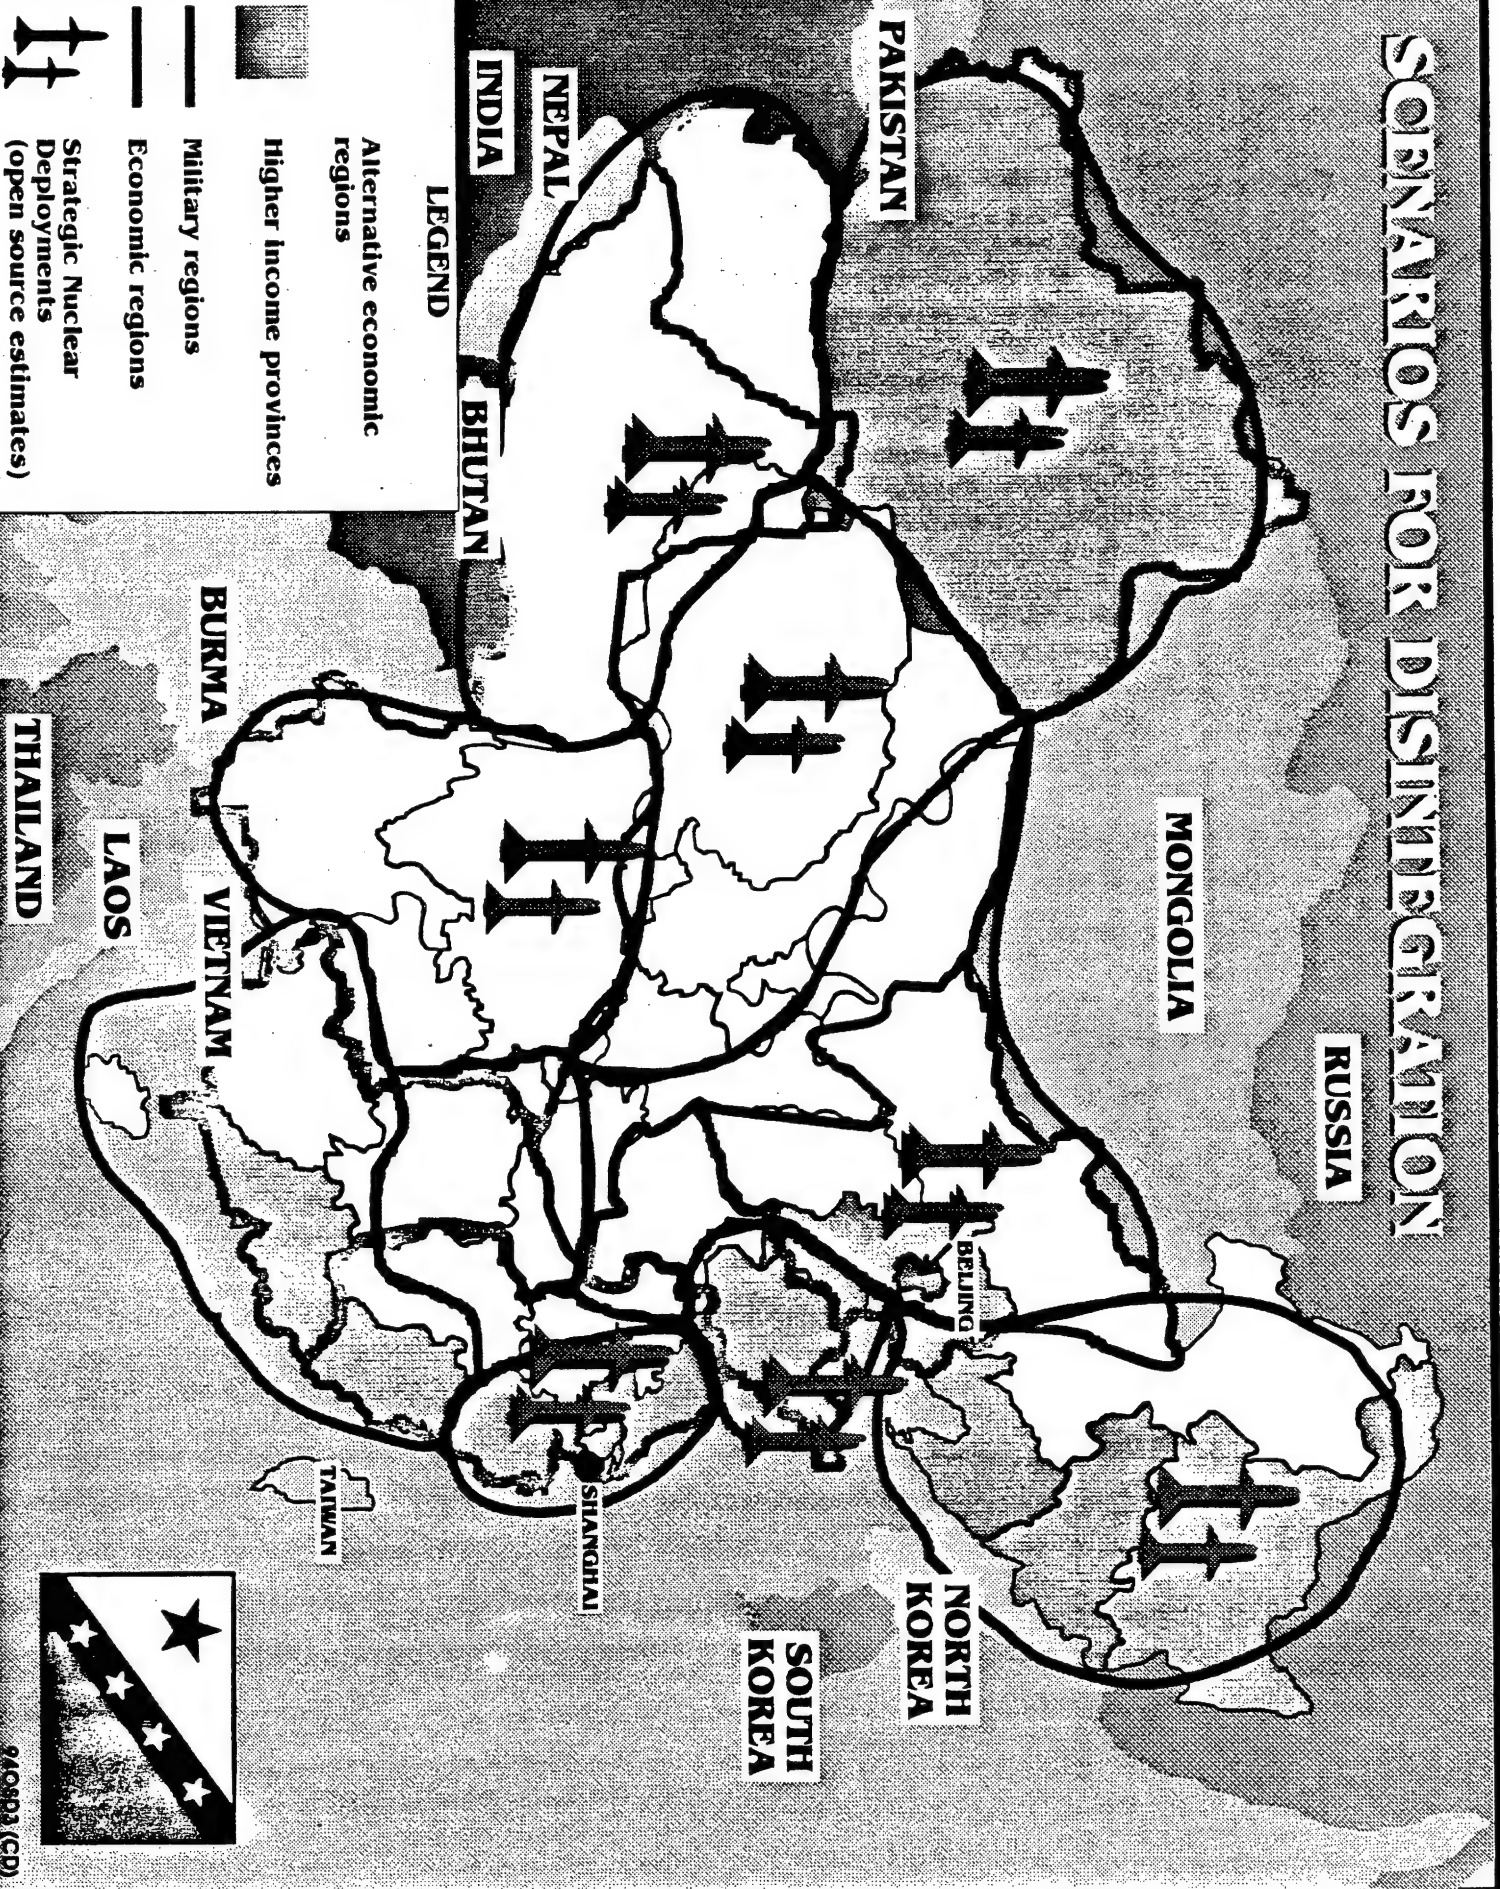 SCENARIOS FOR DISINTEGRATION
RUSSIA
MONGOLIA
PAKISTAN
BEIJING
NORTH
KOREA
SOUTH
KOREA
NEPAL
INDIA
BHUTAN
SHANGHAI
TAIWAN
BURMA
VIETNAM
LAOS
THAILAND
LEGEND
Alternative economic
regions
Higher income provinces
Military regions
Economic regions
Strategic Nuclear
Deployments
(open source estimates)